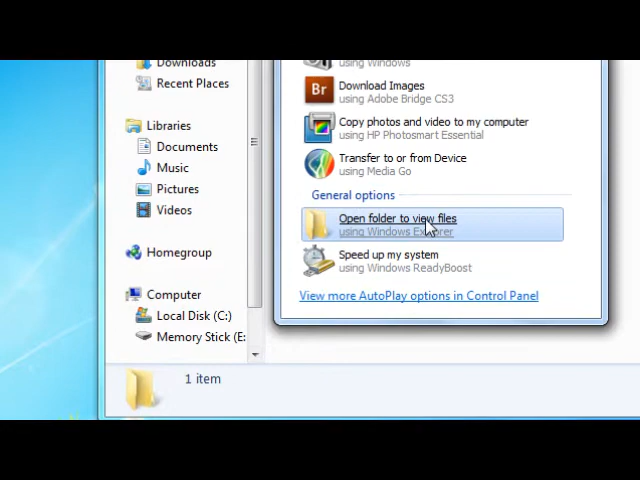 Downloads
Recent Places
Libraries
Documents
Music
Pictures
Videos
Homegroup
Computer
Local Disk (C:)
Memory Stick (E:
1 item
using Windows
Br
Download Images
using Adobe Bridge CS3
Copy photos and video to my computer
using HP Photosmart Essential
Transfer to or from Device
using Media Go
General options
Open folder to view files
using Windows Explorer
Speed up my system
using Windows ReadyBoost
View more AutoPlay options in Control Panel